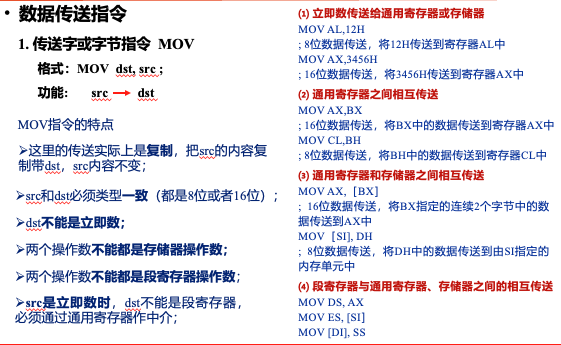 • 数据传送指令
1. 传送字或字节指令 MOV
格式：MOV dst, src ;
功能： src → dst
MOV指令的特点
➢这里的传送实际上是复制，把src的内容复
制带dst，src内容不变；
➢src和dst必须类型一致（都是8位或者16位）；
➢dst不能是立即数；
➢两个操作数不能都是存储器操作数；
➢两个操作数不能都是段寄存器操作数；
➢src是立即数时，dst不能是段寄存器，
必须通过通用寄存器作中介；
(1) 立即数传送给通用寄存器或存储器
MOV AL,12H
; 8位数据传送，将12H传送到寄存器AL中
MOV AX,3456H
; 16位数据传送，将3456H传送到寄存器AX中
(2) 通用寄存器之间相互传送
MOV AX,BX
; 16位数据传送，将BX中的数据传送到寄存器AX中
MOV CL,BH
; 8位数据传送，将BH中的数据传送到寄存器CL中
(3) 通用寄存器和存储器之间相互传送
MOV AX,［BX］
; 16位数据传送，将BX指定的连续2个字节中的数
据传送到AX中
MOV［SI], DH
; 8位数据传送，将DH中的数据传送到由SI指定的
内存单元中
(4) 段寄存器与通用寄存器、存储器之间的相互传送
MOV DS, AX
MOV ES, [SI]
MOV [DI], SS